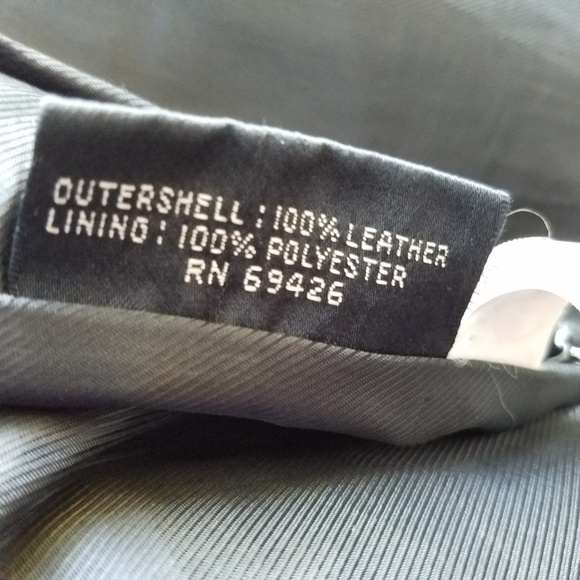 OUTERSHELL : 100% LEATHER
LINING : 100% POLYESTER
RN 69426